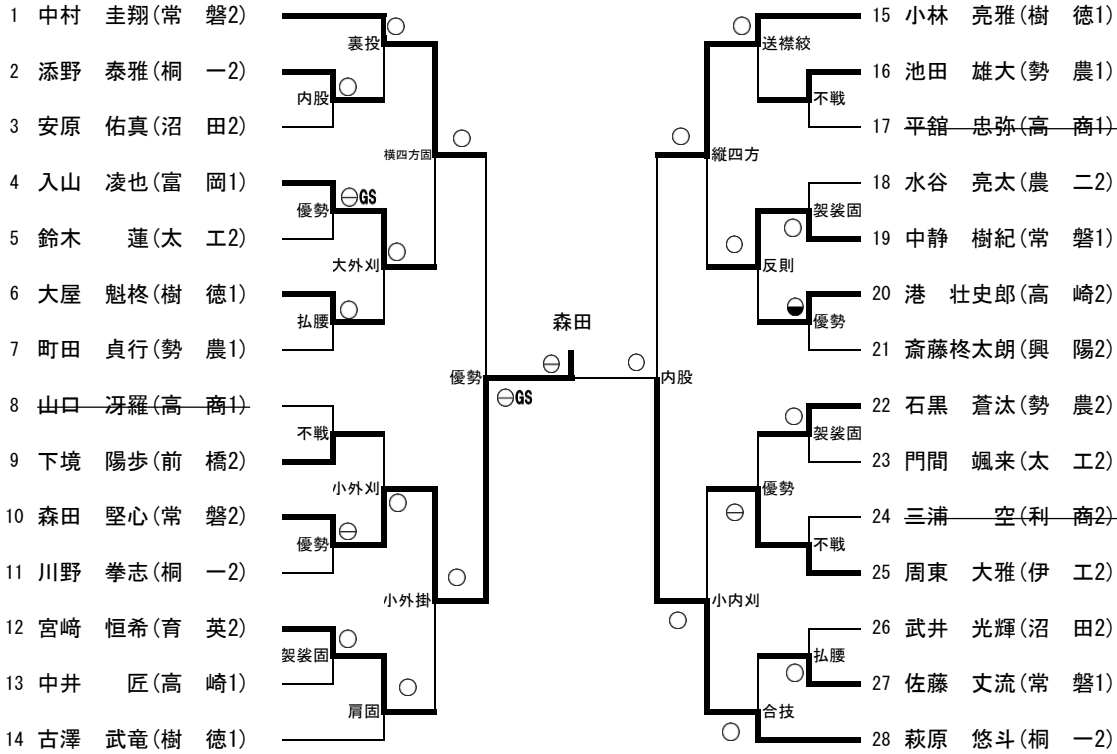 1 中村 圭翔(常 磐2)
2 添野 泰雅(桐 一2)
3 安原 佑真(沼 田2)
4 入山 凌也(富 岡1)
5 鈴木 蓮(太 工2)
6 大屋 魁柊(樹 徳1)
7 町田 貞行(勢 農1)
8 山口 冴羅(高 商1)
9 下境 陽歩(前 橋2)
10 森田 堅心(常 磐2)
11 川野 拳志(桐 一2)
12 宮﨑 恒希(育 英2)
13 中井 匠(高 崎1)
14 古澤 武竜(樹 徳1)
裏投
内股
横四方固
優勢
GS
大外刈
払腰
優勢
GS
不戦
小外刈
優勢
小外掛
袈裟固
肩固
森田
送襟絞
不戦
縦四方
袈裟固
反則
優勢
内股
袈裟固
優勢
不戦
小内刈
払腰
合技
15 小林 亮雅(樹 徳1)
16 池田 雄大(勢 農1)
17 平舘 忠弥(高 商1)
18 水谷 亮太(農 二2)
19 中静 樹紀(常 磐1)
20 港 壮史郎(高 崎2)
21 斎藤柊太朗(興 陽2)
22 石黒 蒼汰(勢 農2)
23 門間 颯来(太 工2)
24 三浦 空(利 商2)
25 周東 大雅(伊 工2)
26 武井 光輝(沼 田2)
27 佐藤 丈流(常 磐1)
28 萩原 悠斗(桐 一2)